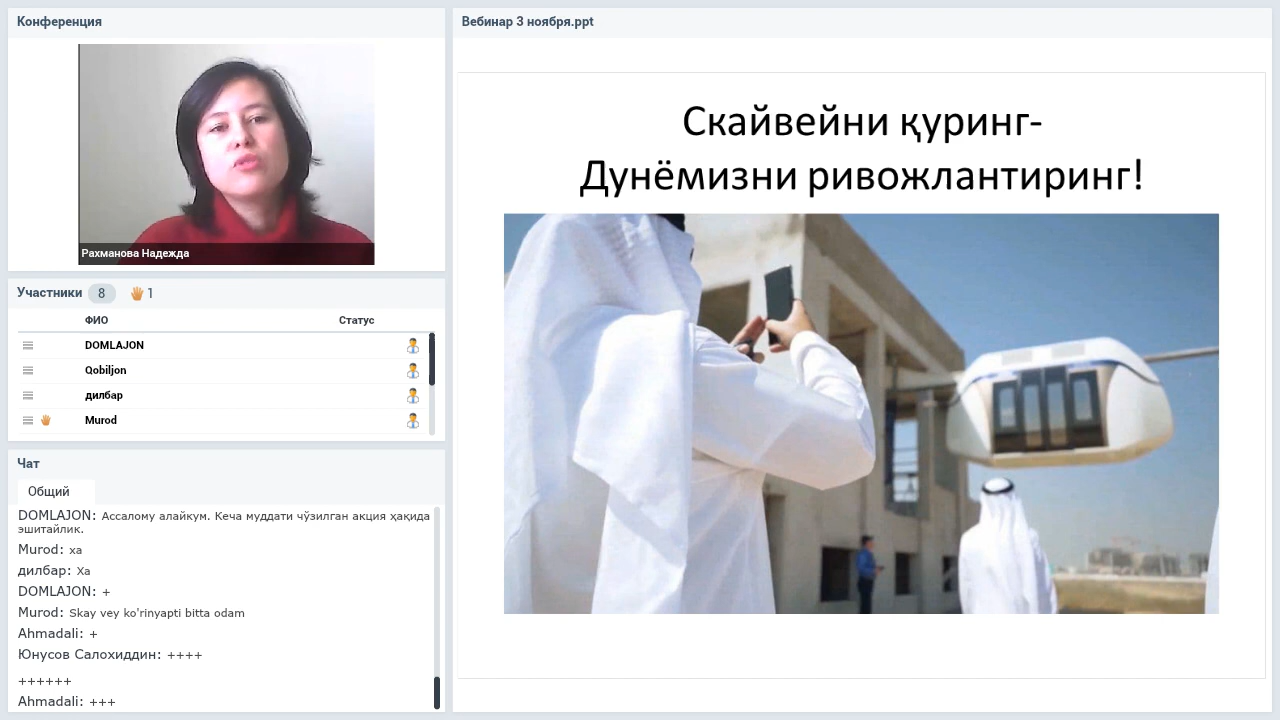 Конференция
Рахманова Надежда
Участники 8 1
ФИО Статус
DOMLAJON
Qobiljon
дилбар
Murod
Чат
Общий
DOMLAJON: Ассалому алайкум. Кеча муддати чўзилган акция ҳақида
эшитайлик.
Murod: ха
дилбар: Ха
DOMLAJON: +
Murod: Skay vey ko'rinyapti bitta odam
Ahmadali: +
Юнусов Салохиддин: ++++
++++++
Ahmadali: +++
Вебинар 3 ноября.ppt
Скайвейни қуринг-
Дунёмизни ривожлантиринг!